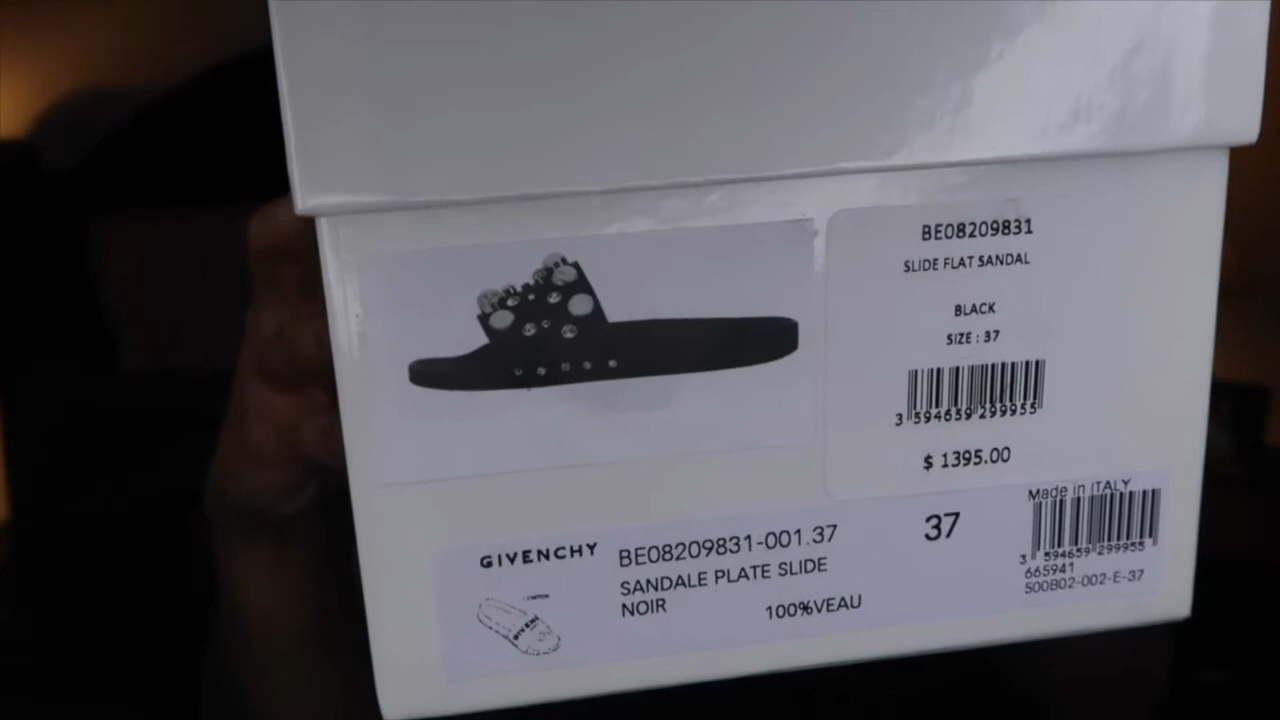 BE08209831
SLIDE FLAT SANDAL
BLACK
SIZE : 37
3 594659 299955
$ 1395.00
GIVENCHY
BE08209831-001.37
SANDALE PLATE SLIDE
NOIR 100%VEAU
37
Made in ITALY
3 594659 299955
665941
500B02-002-E-37